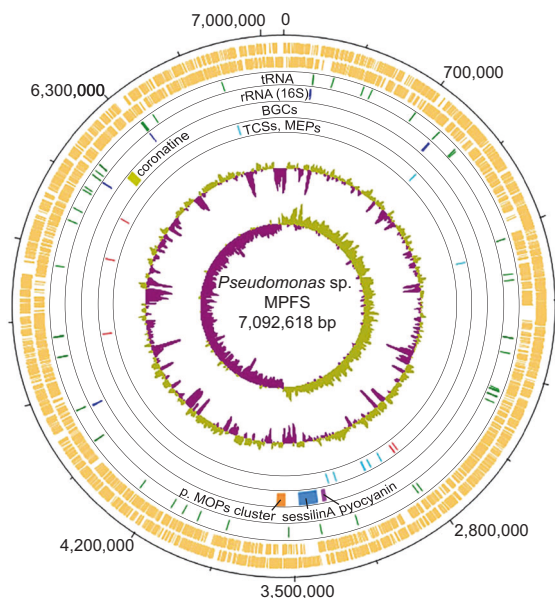 7,000,000 0
700,000
6,300,000
tRNA
rRNA (16S)
BGCs
TCSs, MEPs
coronatine
Pseudomonas sp.
MPFS
7,092,618 bp
p. MOPs cluster sessilinA pyocyanin
2,800,000
4,200,000
3,500,000